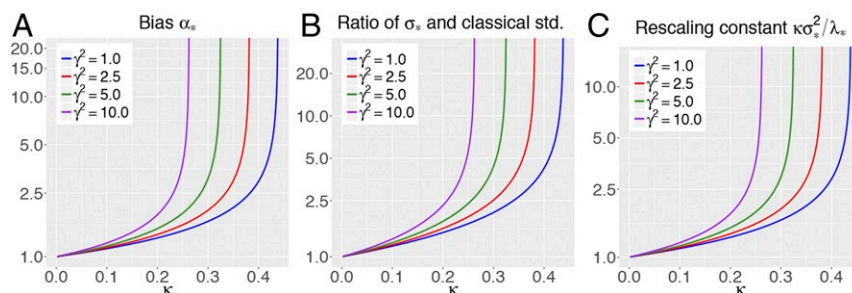 A
Bias α*
20.0
15.0
10.0
5.0
2.5
1.0
γ² = 1.0
γ² = 2.5
γ² = 5.0
γ² = 10.0
0.0 0.1 0.2 0.3 0.4
κ
B
Ratio of σ* and classical std.
20.0
10.0
5.0
2.5
1.0
γ² = 1.0
γ² = 2.5
γ² = 5.0
γ² = 10.0
0.0 0.1 0.2 0.3 0.4
κ
C
Rescaling constant κσ*²/λ*
10.0
5.0
2.5
1.0
γ² = 1.0
γ² = 2.5
γ² = 5.0
γ² = 10.0
0.0 0.1 0.2 0.3 0.4
κ